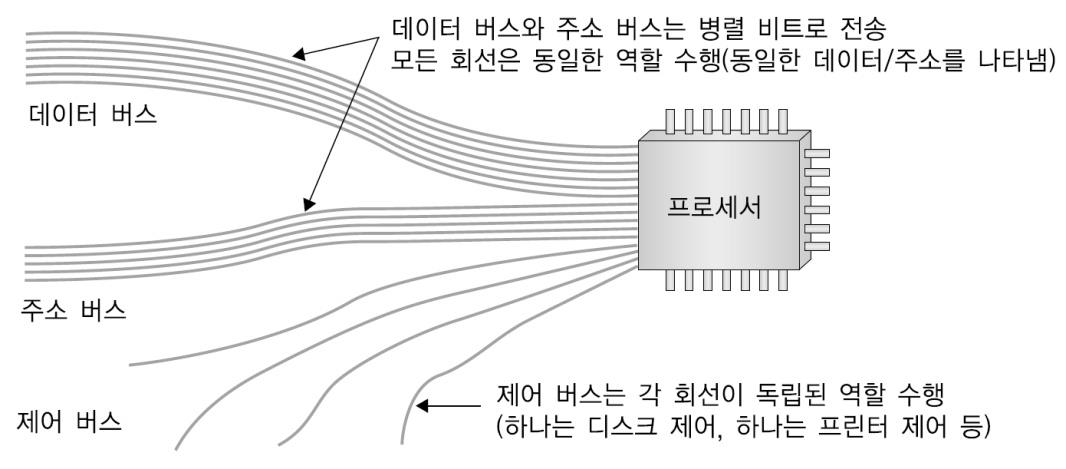 데이터 버스와 주소 버스는 병렬 비트로 전송
모든 회선은 동일한 역할 수행(동일한 데이터/주소를 나타냄)
데이터 버스
프로세서
주소 버스
제어 버스는 각 회선이 독립된 역할 수행
(하나는 디스크 제어, 하나는 프린터 제어 등)
제어 버스